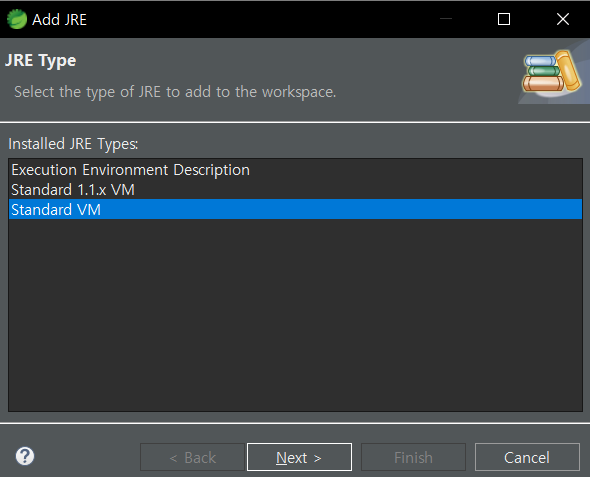 Add JRE
JRE Type
Select the type of JRE to add to the workspace.
Installed JRE Types:
Execution Environment Description
Standard 1.1.x VM
Standard VM
?
< Back
Next >
Finish
Cancel